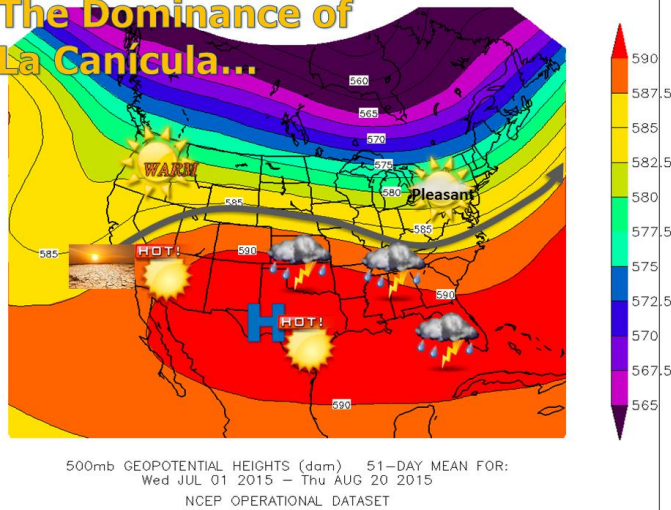 The Dominance of
La Canícula...
560
565
570
575
580
WARM
Pleasant
585
585
585
HOT!
590
590
H
HOT!
590
590
587.5
585
582.5
580
577.5
575
572.5
570
567.5
565
500mb GEOPOTENTIAL HEIGHTS (dam) 51-DAY MEAN FOR:
Wed JUL 01 2015 - Thu AUG 20 2015
NCEP OPERATIONAL DATASET